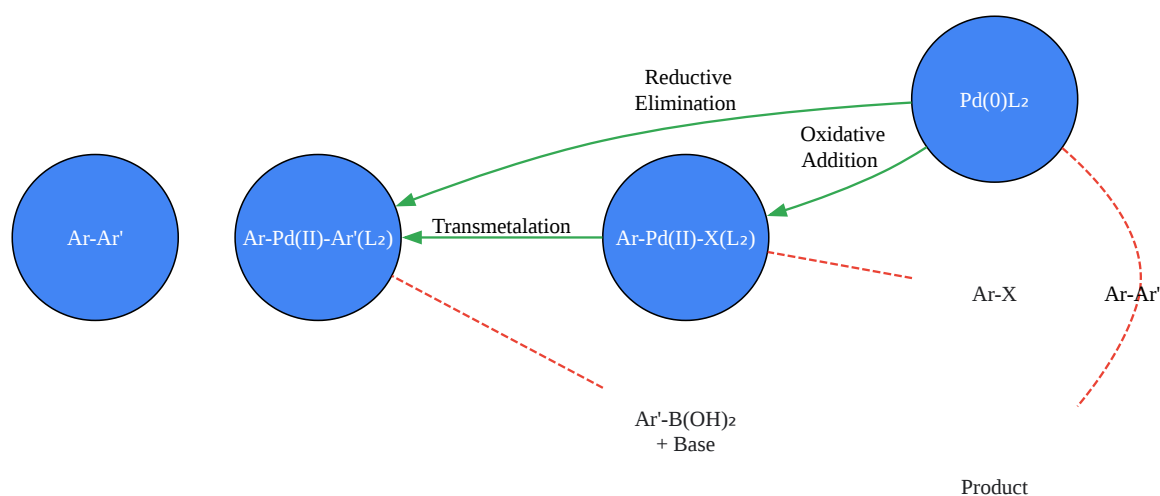 Reductive
Elimination
Pd(0)L₂
Oxidative
Addition
Ar-Ar'
Ar-Pd(II)-Ar'(L₂)
Transmetalation
Ar-Pd(II)-X(L₂)
Ar-X
Ar-Ar'
Ar'-B(OH)₂
+ Base
Product